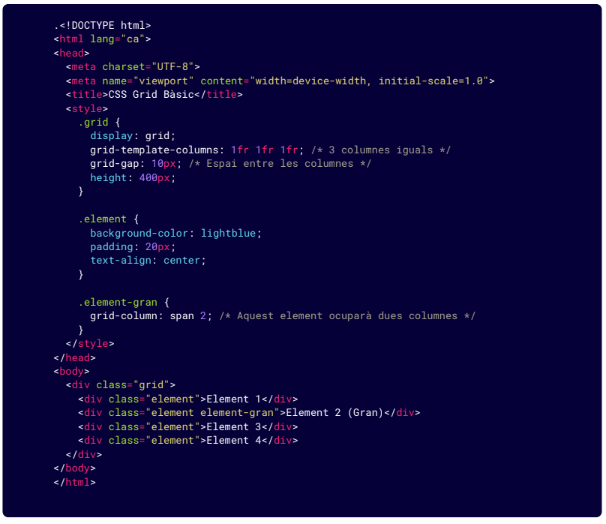 .<!DOCTYPE html>
<html lang="ca">
<head>
  <meta charset="UTF-8">
  <meta name="viewport" content="width=device-width, initial-scale=1.0">
  <title>CSS Grid Bàsic</title>
  <style>
    .grid {
      display: grid;
      grid-template-columns: 1fr 1fr 1fr; /* 3 columnes iguals */
      grid-gap: 10px; /* Espai entre les columnes */
      height: 400px;
    }

    .element {
      background-color: lightblue;
      padding: 20px;
      text-align: center;
    }

    .element-gran {
      grid-column: span 2; /* Aquest element ocuparà dues columnes */
    }
  </style>
</head>
<body>
  <div class="grid">
    <div class="element">Element 1</div>
    <div class="element element-gran">Element 2 (Gran)</div>
    <div class="element">Element 3</div>
    <div class="element">Element 4</div>
  </div>
</body>
</html>